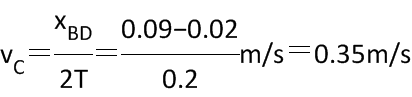 v_C = x_BD/2T = (0.09−0.02)/0.2 m/s = 0.35m/s